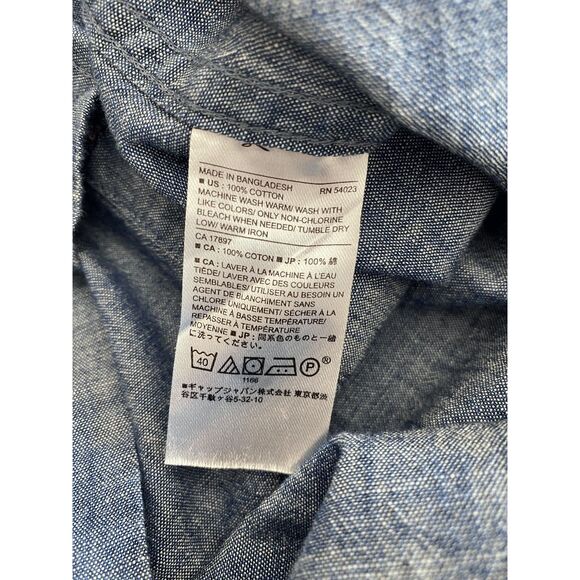 MADE IN BANGLADESH RN 54023
■ US : 100% COTTON
MACHINE WASH WARM/ WASH WITH
LIKE COLORS/ ONLY NON-CHLORINE
BLEACH WHEN NEEDED/ TUMBLE DRY
LOW/ WARM IRON
CA 17897
■ CA : 100% COTON ■ JP : 100% 綿
■ CA : LAVER À LA MACHINE À L'EAU
TIÈDE/ LAVER AVEC DES COULEURS
SEMBLABLES/ UTILISER AU BESOIN UN
AGENT DE BLANCHIMENT SANS
CHLORE UNIQUEMENT/ SÉCHER À LA
MACHINE À BASSE TEMPÉRATURE/
REPASSER À TEMPÉRATURE
MOYENNE ■ JP : 同系色のものと一緒
に洗ってください。
40 P ®
1166
■ギャップジャパン株式会社 東京都渋
谷区千駄ヶ谷5-32-10